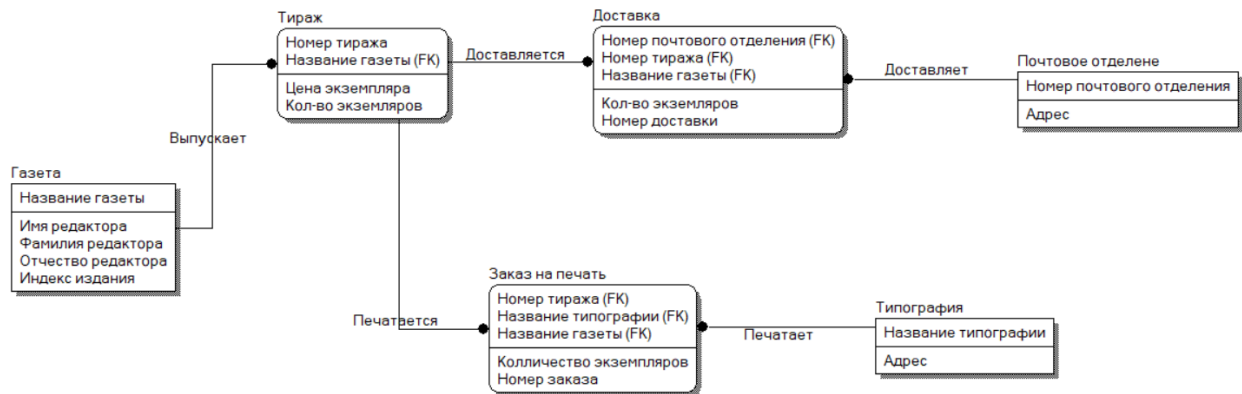 Тираж
Номер тиража
Название газеты (FK)
Цена экземпляра
Кол-во экземляров
Доставляется
Доставка
Номер почтового отделения (FK)
Номер тиража (FK)
Название газеты (FK)
Кол-во экземляров
Номер доставки
Доставляет
Почтовое отделене
Номер почтового отделения
Адрес
Выпускает
Газета
Название газеты
Имя редактора
Фамилия редактора
Отчество редактора
Индекс издания
Печатается
Заказ на печать
Номер тиража (FK)
Название типографии (FK)
Название газеты (FK)
Колличество экземпляров
Номер заказа
Печатает
Типография
Название типографии
Адрес